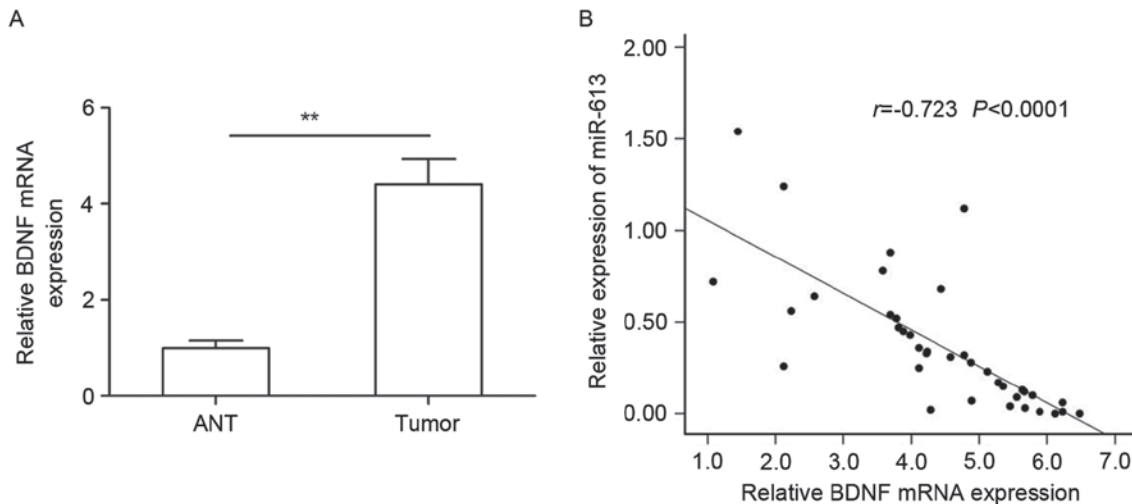 A
Relative BDNF mRNA
expression
6
4
2
0
**
ANT
Tumor
B
Relative expression of miR-613
2.00
1.50
1.00
0.50
0.00
r=-0.723 P<0.0001
1.0 2.0 3.0 4.0 5.0 6.0 7.0
Relative BDNF mRNA expression